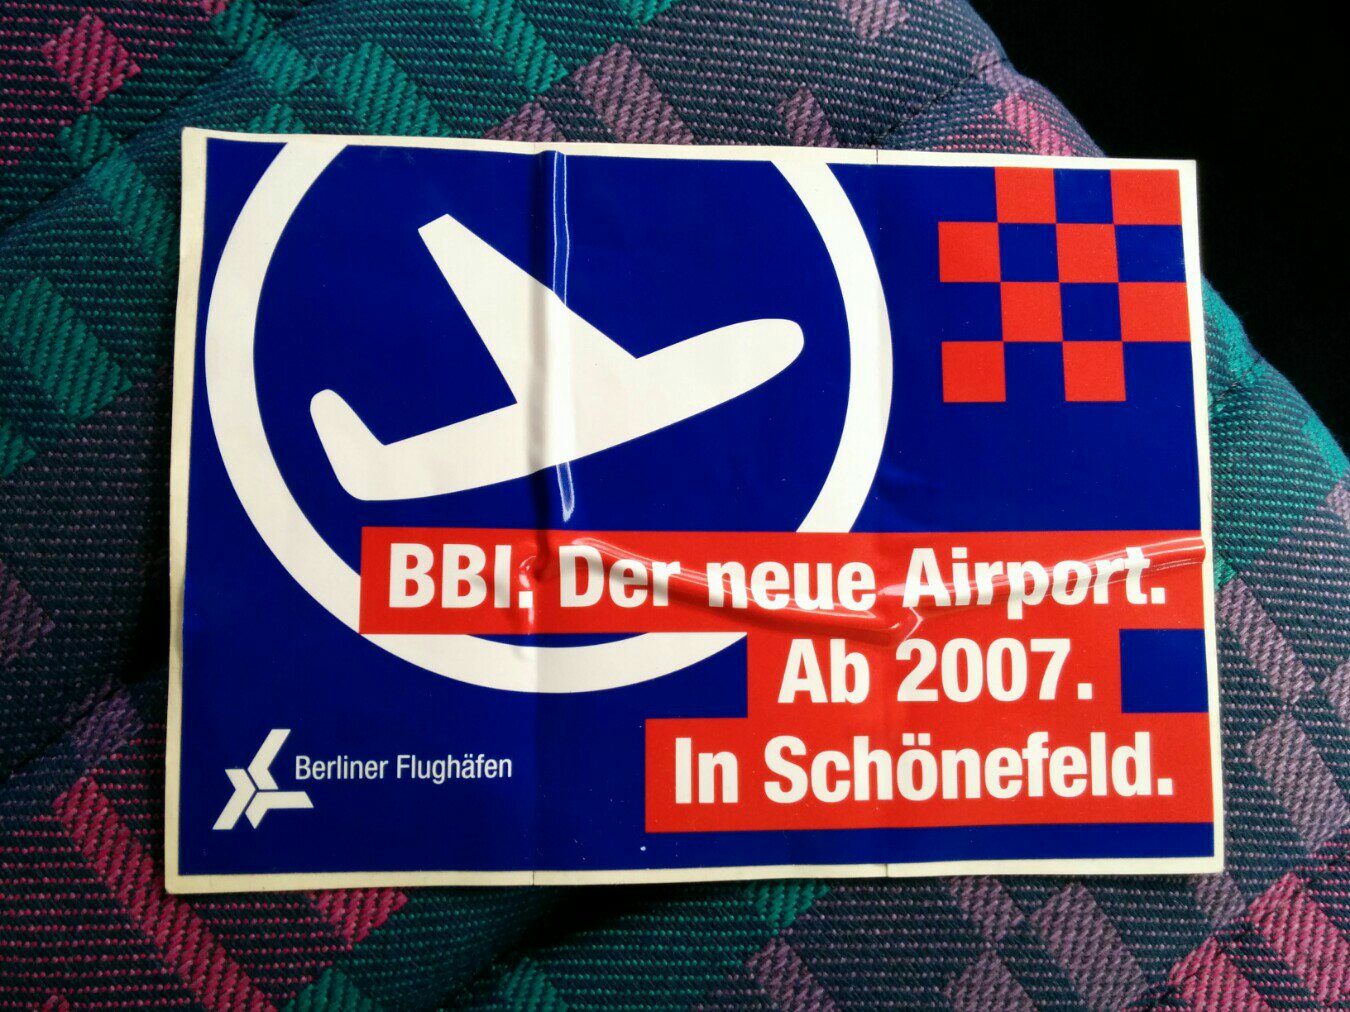 BBI. Der neue Airport.
Ab 2007.
In Schönefeld.
Berliner Flughäfen